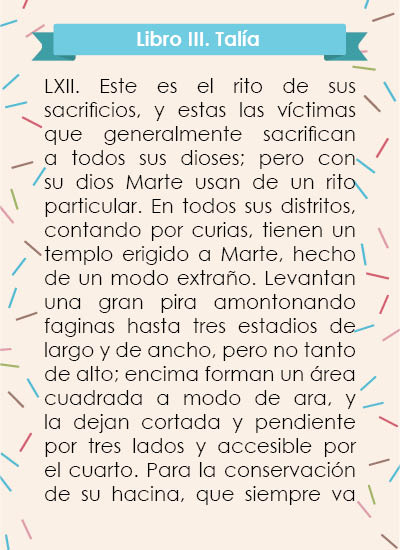 Libro III. Talía
LXII. Este es el rito de sus
sacrificios, y estas las víctimas
que generalmente sacrifican
a todos sus dioses; pero con
su dios Marte usan de un rito
particular. En todos sus distritos,
contando por curias, tienen un
templo erigido a Marte, hecho
de un modo extraño. Levantan
una gran pira amontonando
faginas hasta tres estadios de
largo y de ancho, pero no tanto
de alto; encima forman un área
cuadrada a modo de ara, y
la dejan cortada y pendiente
por tres lados y accesible por
el cuarto. Para la conservación
de su hacina, que siempre va